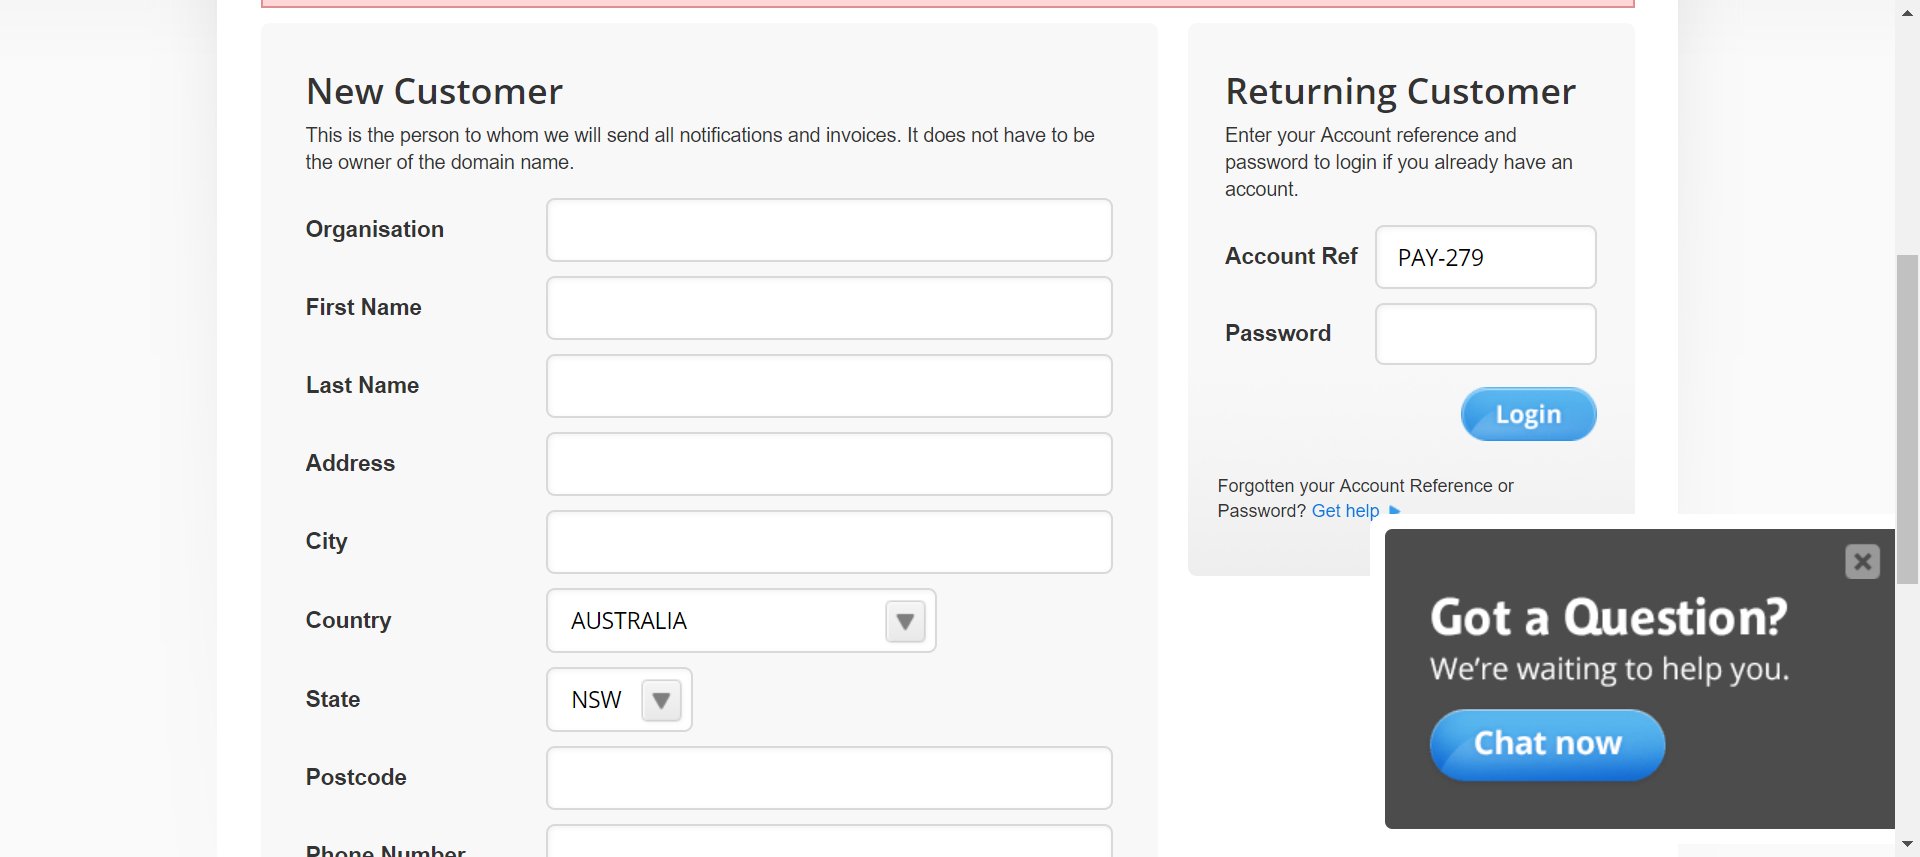 New Customer
This is the person to whom we will send all notifications and invoices. It does not have to be
the owner of the domain name.
Organisation
First Name
Last Name
Address
City
Country
AUSTRALIA
State
NSW
Postcode
Phone Number
Returning Customer
Enter your Account reference and
password to login if you already have an
account.
Account Ref
PAY-279
Password
Login
Forgotten your Account Reference or
Password? Get help
Got a Question?
We're waiting to help you.
Chat now